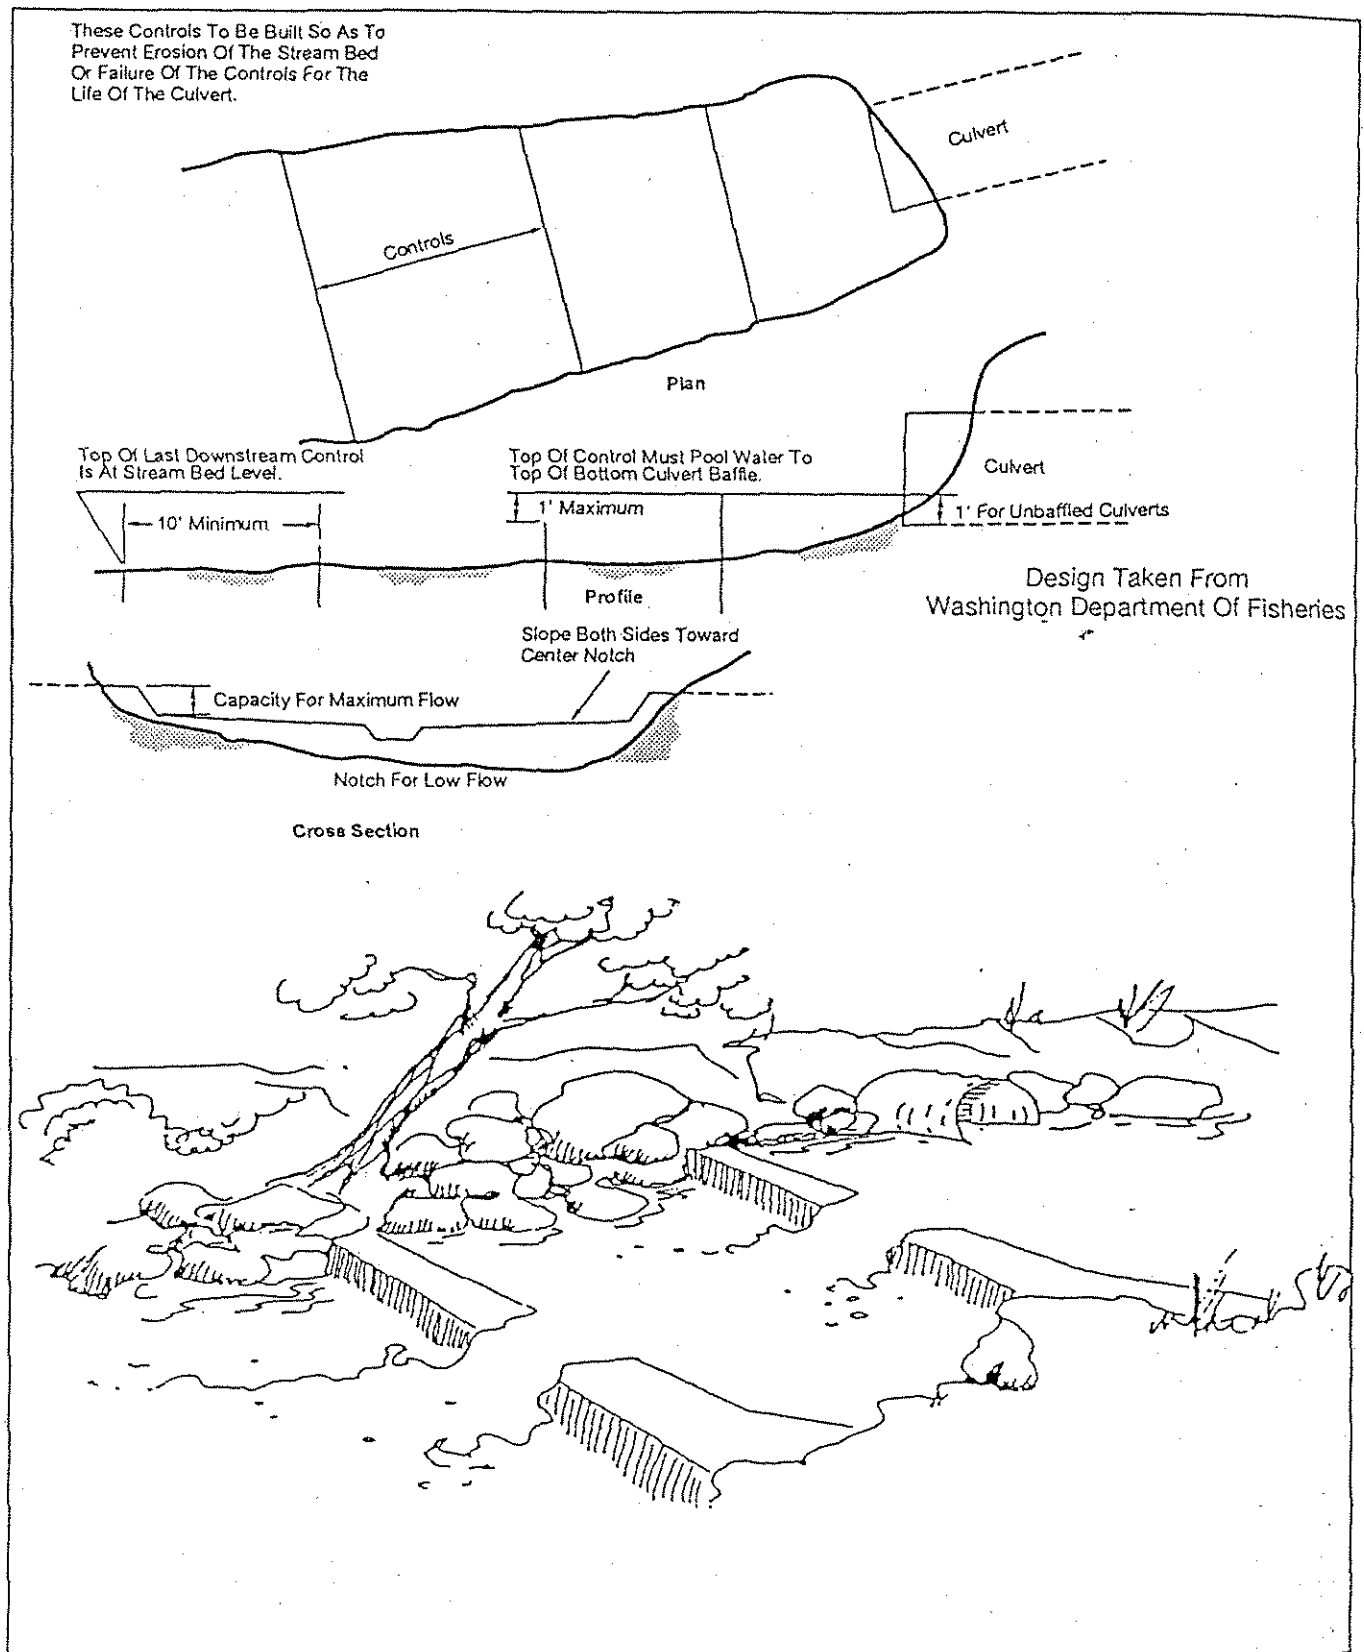 These Controls To Be Built So As To
Prevent Erosion Of The Stream Bed
Or Failure Of The Controls For The
Life Of The Culvert.
Culvert
Controls
Plan
Top Of Last Downstream Control
Is At Stream Bed Level.
Top Of Control Must Pool Water To
Top Of Bottom Culvert Baffle.
Culvert
10' Minimum
1' Maximum
1' For Unbaffled Culverts
Profile
Design Taken From
Washington Department Of Fisheries
Slope Both Sides Toward
Center Notch
Capacity For Maximum Flow
Notch For Low Flow
Cross Section